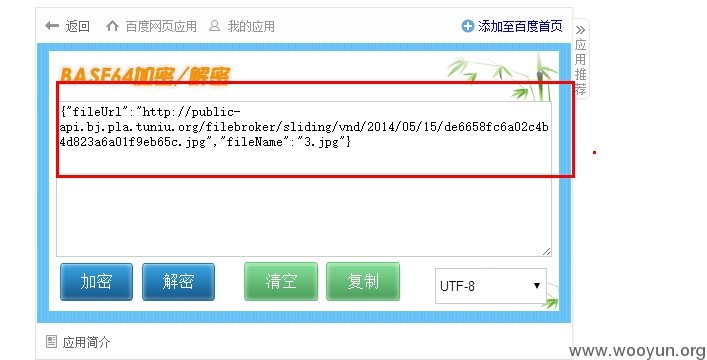 返回 百度网页应用 我的应用 添加至百度首页
应用推荐
BASE64加密/解密
{"fileUrl":"http://public-
api.bj.pla.tuniu.org/filebroker/sliding/vnd/2014/05/15/de6658fc6a02c4b
4d823a6a01f9eb65c.jpg","fileName":"3.jpg"}
加密 解密 清空 复制 UTF-8
应用简介
www.wooyun.org